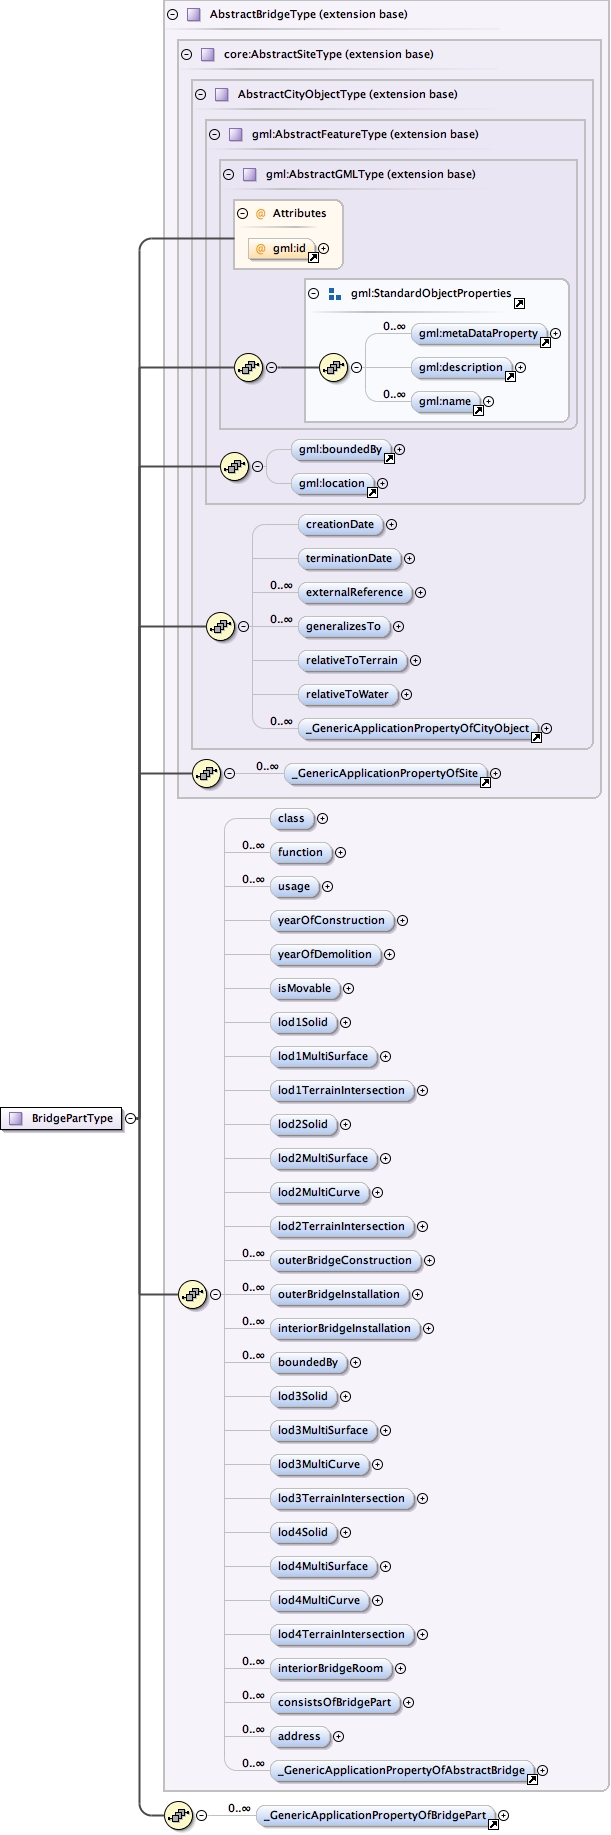 AbstractBridgeType (extension base)
core:AbstractSiteType (extension base)
AbstractCityObjectType (extension base)
gml:AbstractFeatureType (extension base)
gml:AbstractGMLType (extension base)
@ Attributes
@ gml:id
gml:StandardObjectProperties
0..∞
gml:metaDataProperty
gml:description
0..∞
gml:name
gml:boundedBy
gml:location
creationDate
terminationDate
0..∞
externalReference
0..∞
generalizesTo
relativeToTerrain
relativeToWater
0..∞
_GenericApplicationPropertyOfCityObject
0..∞
_GenericApplicationPropertyOfSite
class
0..∞
function
0..∞
usage
yearOfConstruction
yearOfDemolition
isMovable
lod1Solid
lod1MultiSurface
lod1TerrainIntersection
BridgePartType
lod2Solid
lod2MultiSurface
lod2MultiCurve
lod2TerrainIntersection
0..∞
outerBridgeConstruction
0..∞
outerBridgeInstallation
0..∞
interiorBridgeInstallation
0..∞
boundedBy
lod3Solid
lod3MultiSurface
lod3MultiCurve
lod3TerrainIntersection
lod4Solid
lod4MultiSurface
lod4MultiCurve
lod4TerrainIntersection
0..∞
interiorBridgeRoom
0..∞
consistsOfBridgePart
0..∞
address
0..∞
_GenericApplicationPropertyOfAbstractBridge
0..∞
_GenericApplicationPropertyOfBridgePart